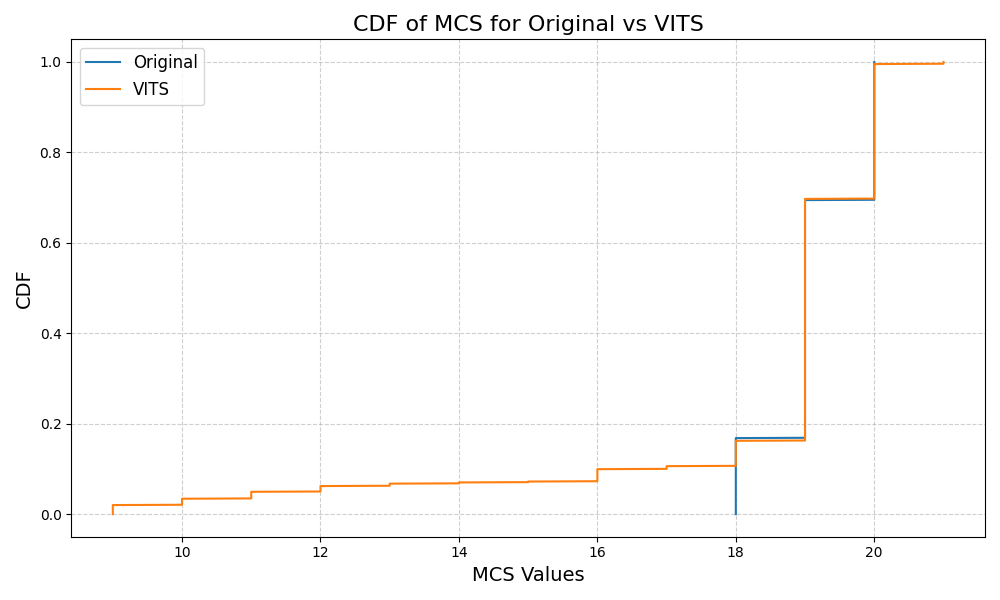 CDF of MCS for Original vs VITS
Original
VITS
CDF
1.0
0.8
0.6
0.4
0.2
0.0
10 12 14 16 18 20
MCS Values